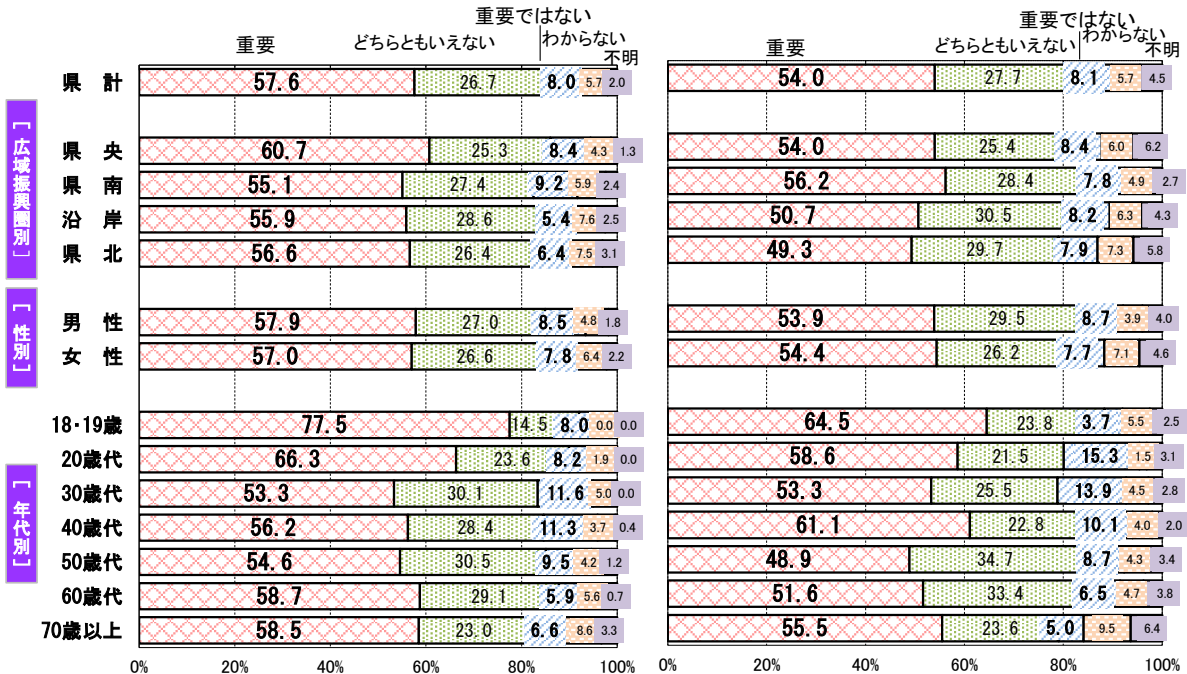 重要ではない 重要ではない
重要 どちらともいえない わからない 重要 どちらともいえない わからない
不明 不明
県 計 57.6 26.7 8.0 5.7 2.0 54.0 27.7 8.1 5.7 4.5
[広域振興圏別]
県 央 60.7 25.3 8.4 4.3 1.3 54.0 25.4 8.4 6.0 6.2
県 南 55.1 27.4 9.2 5.9 2.4 56.2 28.4 7.8 4.9 2.7
沿 岸 55.9 28.6 5.4 7.6 2.5 50.7 30.5 8.2 6.3 4.3
県 北 56.6 26.4 6.4 7.5 3.1 49.3 29.7 7.9 7.3 5.8
[性別]
男 性 57.9 27.0 8.5 4.8 1.8 53.9 29.5 8.7 3.9 4.0
女 性 57.0 26.6 7.8 6.4 2.2 54.4 26.2 7.7 7.1 4.6
18・19歳 77.5 14.5 8.0 0.0 0.0 64.5 23.8 3.7 5.5 2.5
[年代別]
20歳代 66.3 23.6 8.2 1.9 0.0 58.6 21.5 15.3 1.5 3.1
30歳代 53.3 30.1 11.6 5.0 0.0 53.3 25.5 13.9 4.5 2.8
40歳代 56.2 28.4 11.3 3.7 0.4 61.1 22.8 10.1 4.0 2.0
50歳代 54.6 30.5 9.5 4.2 1.2 48.9 34.7 8.7 4.3 3.4
60歳代 58.7 29.1 5.9 5.6 0.7 51.6 33.4 6.5 4.7 3.8
70歳以上 58.5 23.0 6.6 8.6 3.3 55.5 23.6 5.0 9.5 6.4
0% 20% 40% 60% 80% 100% 0% 20% 40% 60% 80% 100%